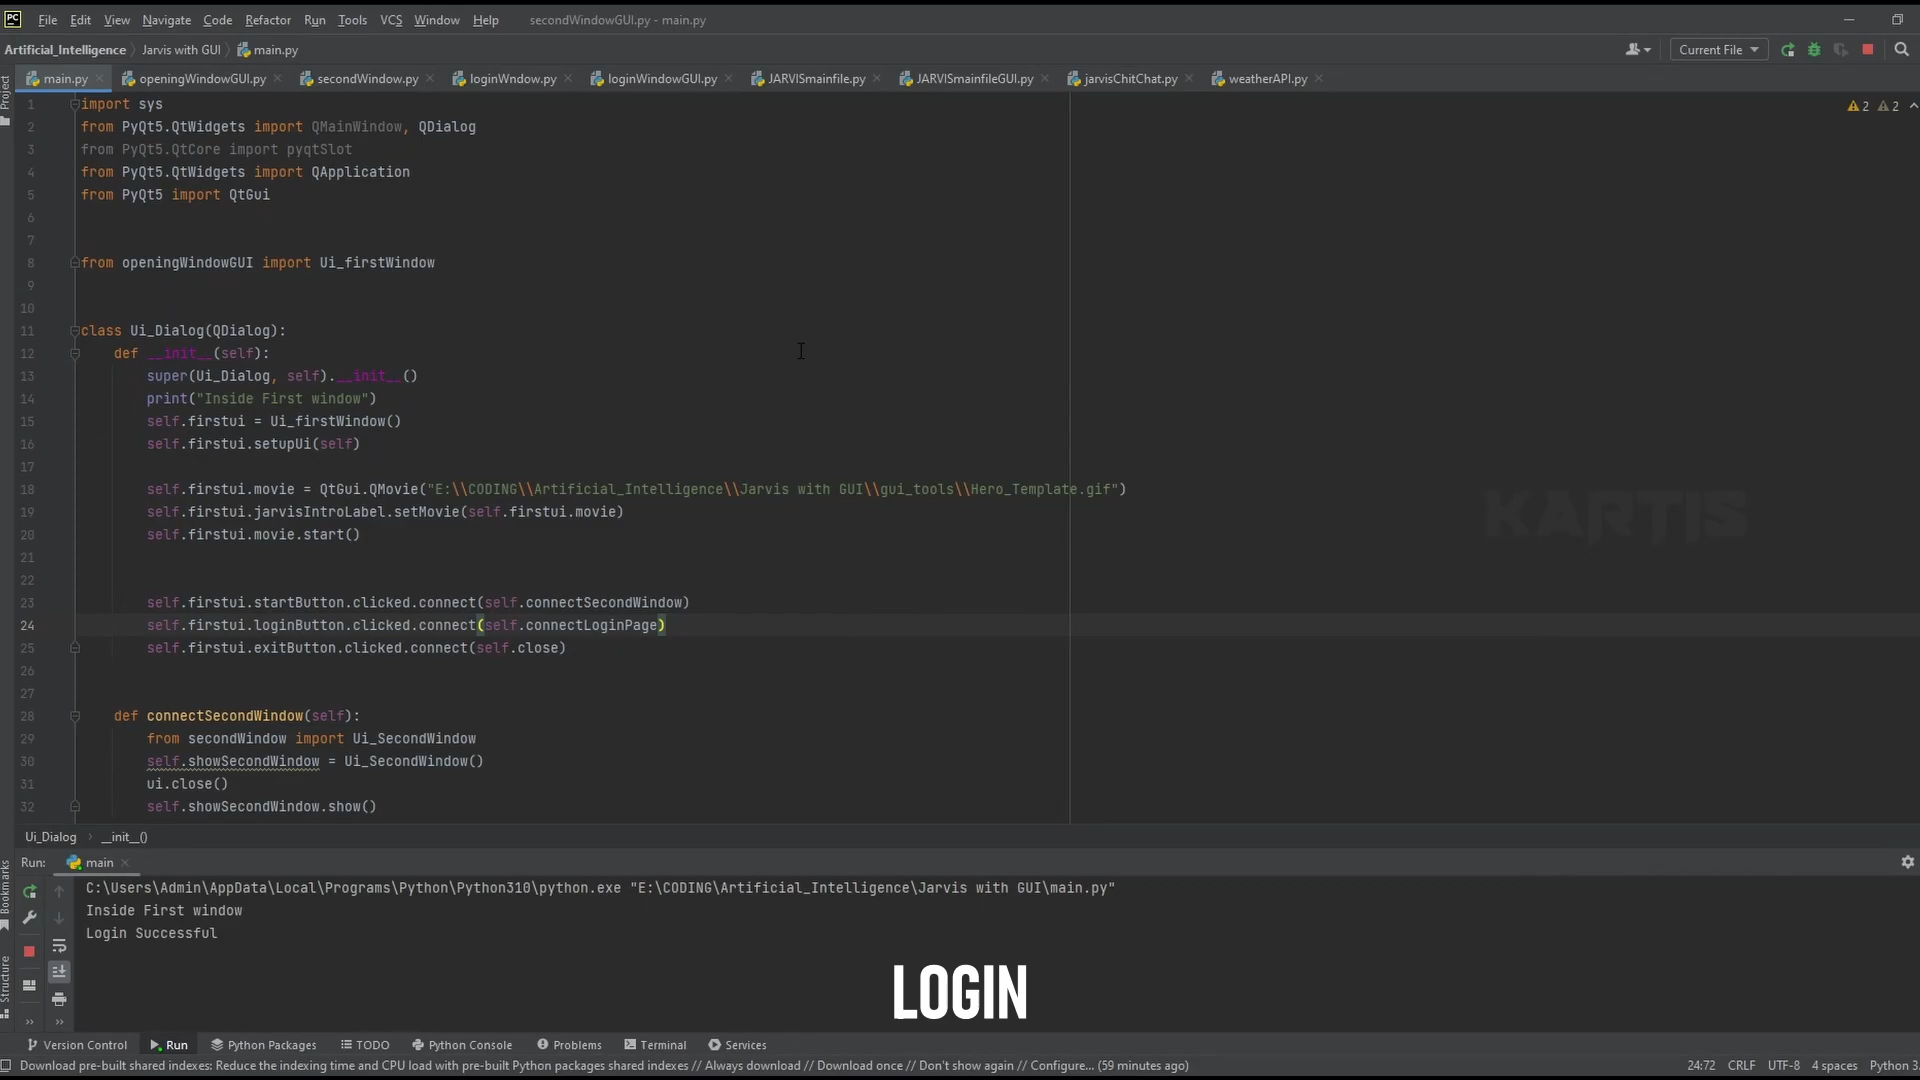 PC File Edit View Navigate Code Refactor Run Tools VCS Window Help secondWindowGUI.py - main.py
Artificial_Intelligence Jarvis with GUI main.py Current File
main.py openingWindowGUI.py secondWindow.py loginWndow.py loginWindowGUI.py JARVISmainfile.py JARVISmainfileGUI.py jarvisChitChat.py weatherAPI.py
Project
2 2
1 import sys
2 from PyQt5.QtWidgets import QMainWindow, QDialog
3 from PyQt5.QtCore import pyqtSlot
4 from PyQt5.QtWidgets import QApplication
5 from PyQt5 import QtGui
6
7
8 from openingWindowGUI import Ui_firstWindow
9
10
11 class Ui_Dialog(QDialog):
12 def __init__(self):
13 super(Ui_Dialog, self).__init__()
14 print("Inside First window")
15 self.firstui = Ui_firstWindow()
16 self.firstui.setupUi(self)
17
18 self.firstui.movie = QtGui.QMovie("E:\\CODING\\Artificial_Intelligence\\Jarvis with GUI\\gui_tools\\Hero_Template.gif")
19 self.firstui.jarvisIntroLabel.setMovie(self.firstui.movie)
KARTIS
20 self.firstui.movie.start()
21
22
23 self.firstui.startButton.clicked.connect(self.connectSecondWindow)
24 self.firstui.loginButton.clicked.connect(self.connectLoginPage)
25 self.firstui.exitButton.clicked.connect(self.close)
26
27
28 def connectSecondWindow(self):
29 from secondWindow import Ui_SecondWindow
30 self.showSecondWindow = Ui_SecondWindow()
31 ui.close()
32 self.showSecondWindow.show()
Ui_Dialog __init__()
Run: main
Bookmarks
Structure
C:\Users\Admin\AppData\Local\Programs\Python\Python310\python.exe "E:\CODING\Artificial_Intelligence\Jarvis with GUI\main.py"
Inside First window
Login Successful
LOGIN
Version Control Run Python Packages TODO Python Console Problems Terminal Services
Download pre-built shared indexes: Reduce the indexing time and CPU load with pre-built Python packages shared indexes // Always download // Download once // Don't show again // Configure... (59 minutes ago) 24:72 CRLF UTF-8 4 spaces Python 3.